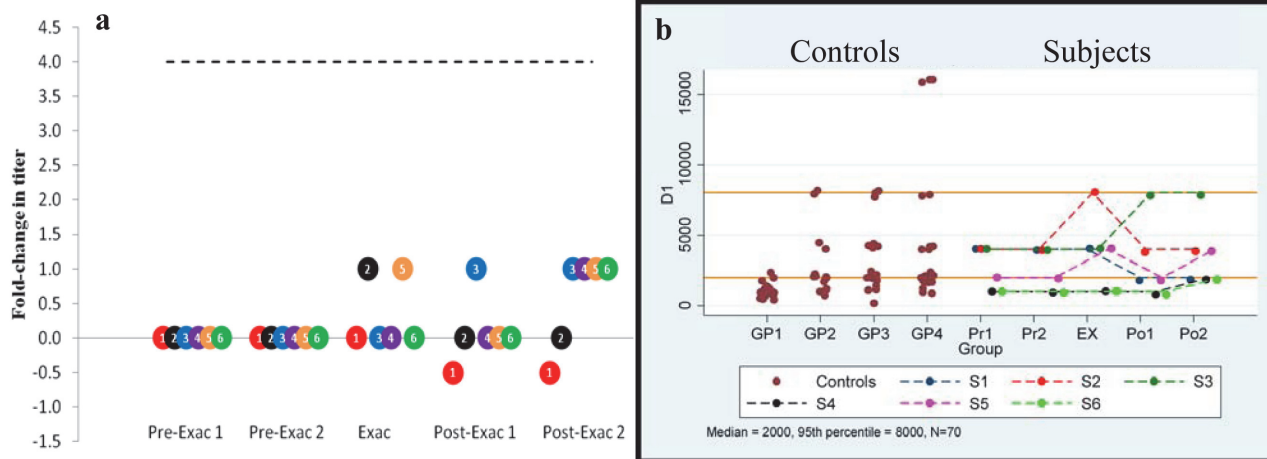 a
Fold-change in titer
4.5
4.0
3.5
3.0
2.5
2.0
1.5
1.0
0.5
0.0
-0.5
-1.0
-1.5
2 5 3 3 4 5 6
1 2 3 4 5 6 1 2 3 4 5 6 1 3 4 6 2 4 5 6 2
1 1
Pre-Exac 1 Pre-Exac 2 Exac Post-Exac 1 Post-Exac 2
b
Controls Subjects
D1
15000
10000
5000
0
GP1 GP2 GP3 GP4 Pr1 Pr2 EX Po1 Po2
Group
Controls S1 S2 S3
S4 S5 S6
Median = 2000, 95th percentile = 8000, N=70